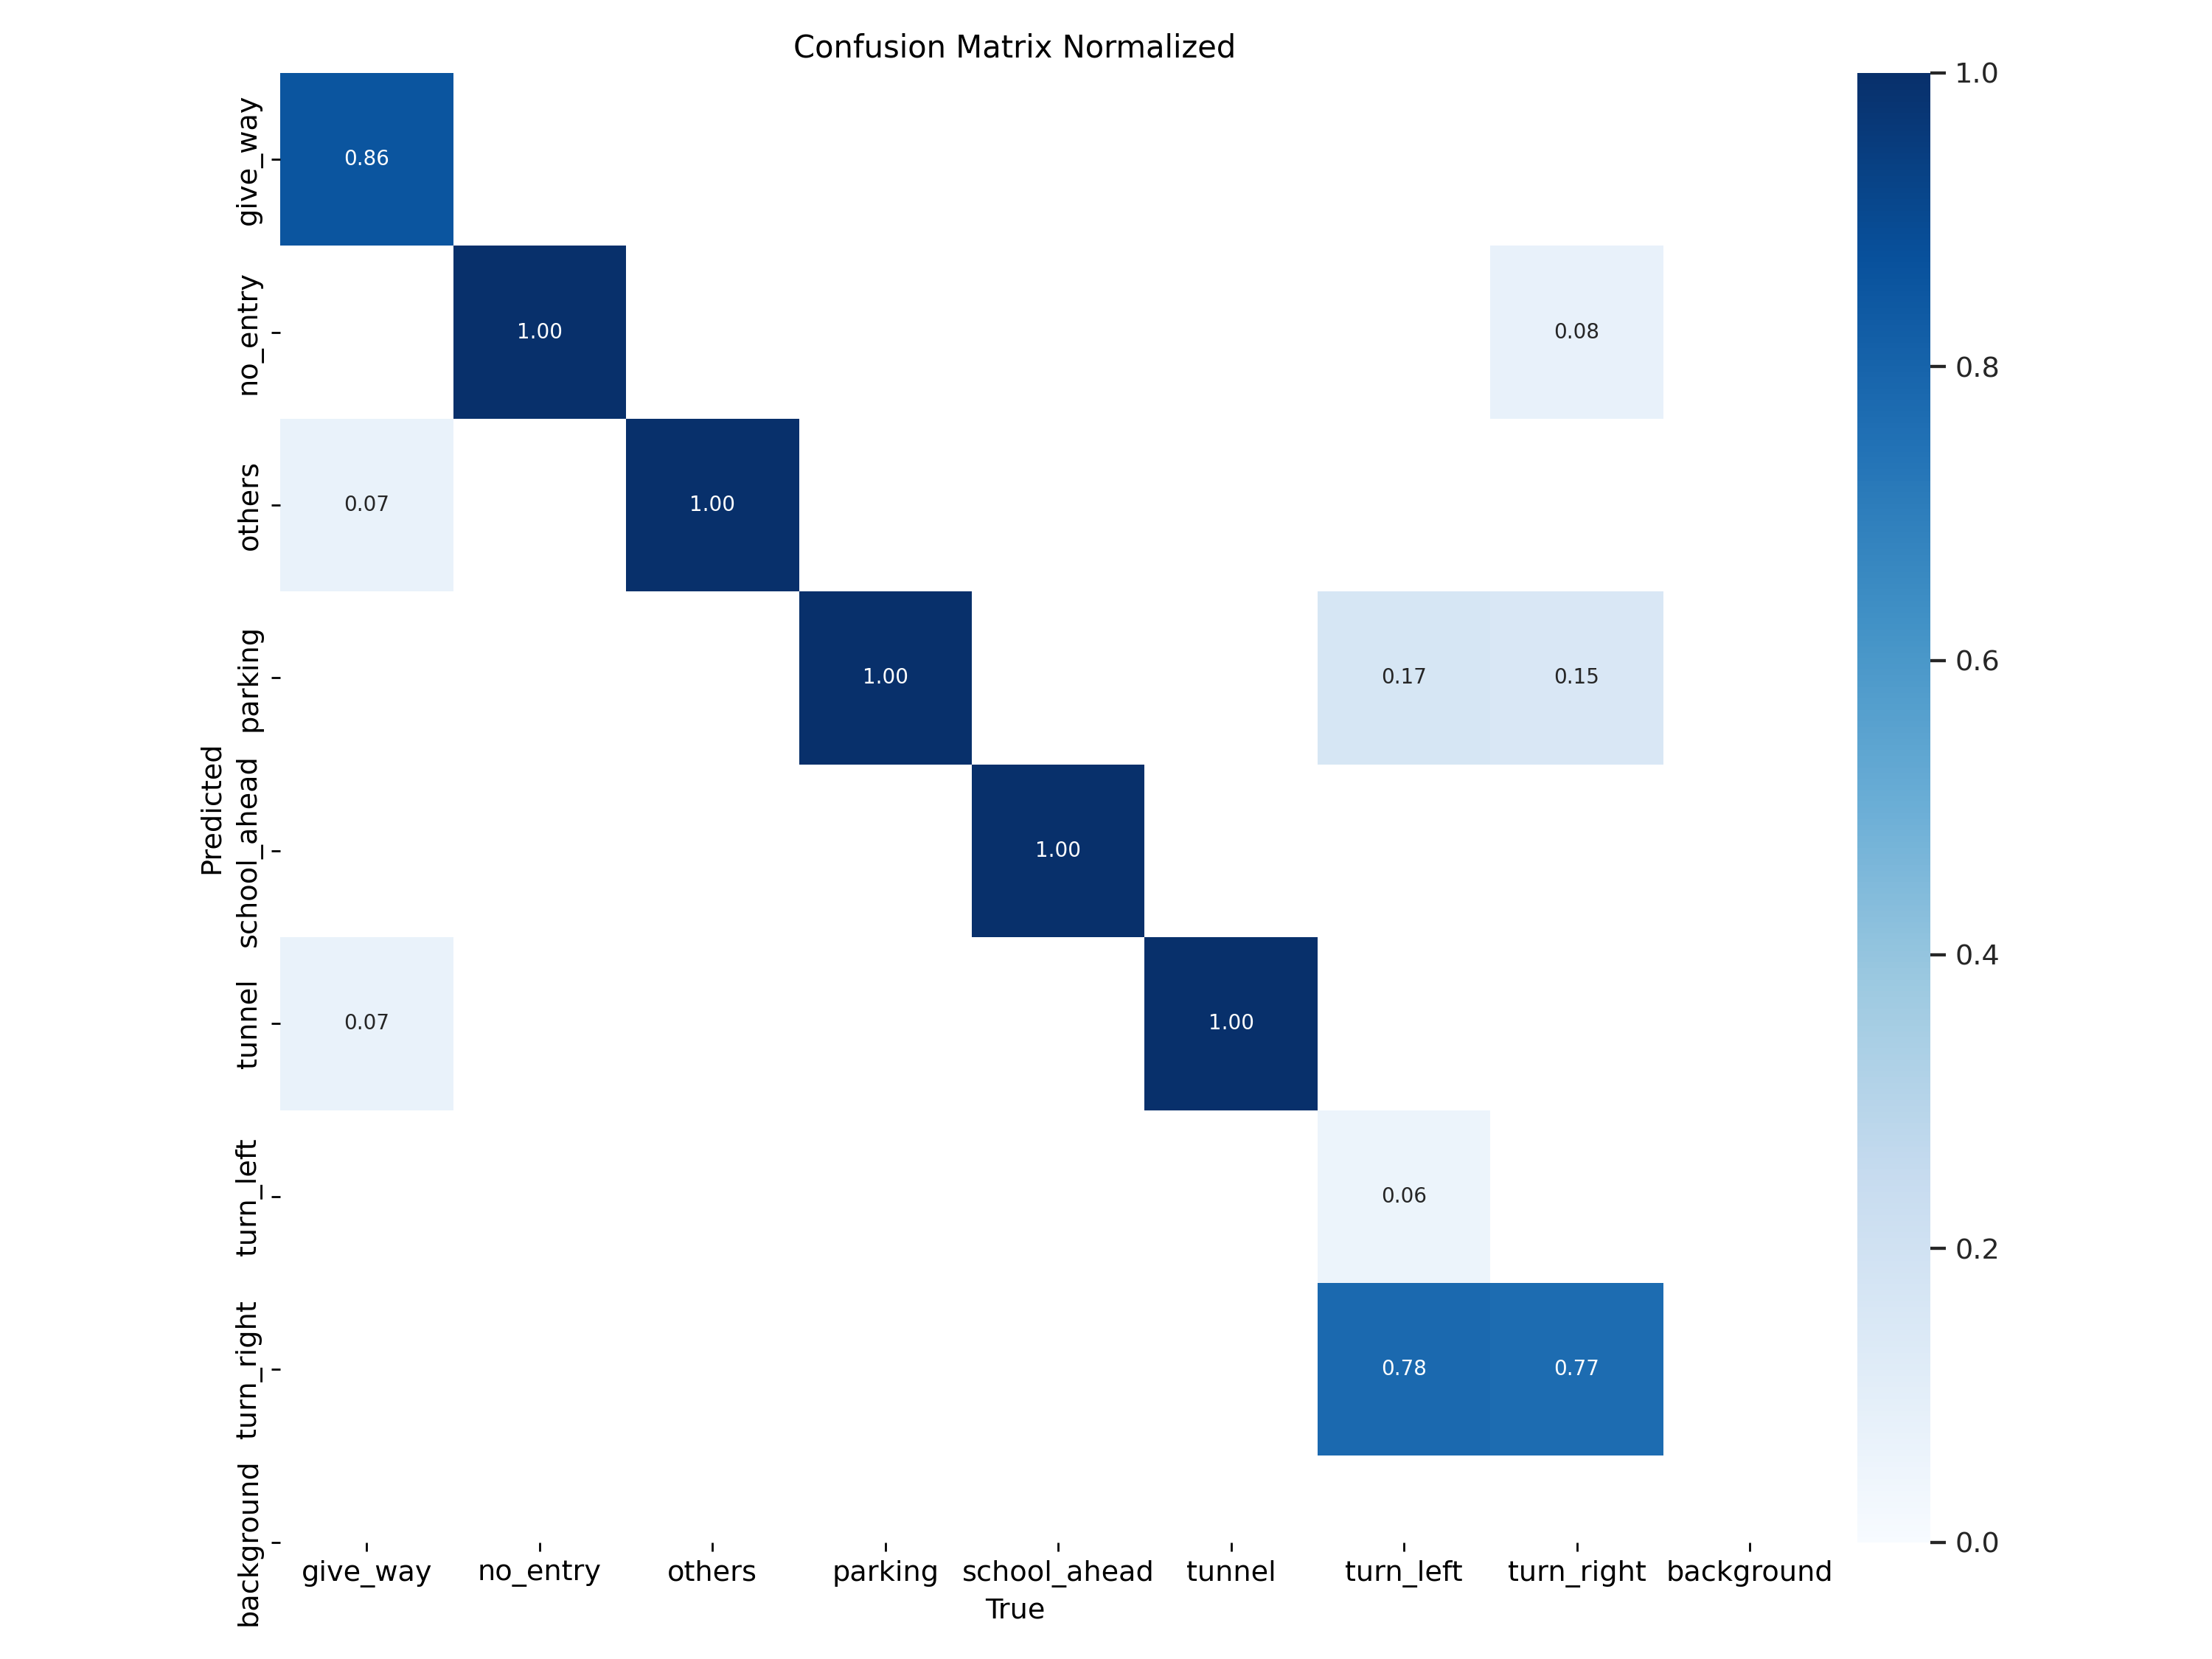 Confusion Matrix Normalized
Predicted
give_way
no_entry
others
parking
school_ahead
tunnel
turn_left
turn_right
background
0.86
1.00 0.08
0.07 1.00
1.00 0.17 0.15
1.00
0.07 1.00
0.06
0.78 0.77
give_way no_entry others parking school_ahead tunnel turn_left turn_right background
True
1.0
0.8
0.6
0.4
0.2
0.0